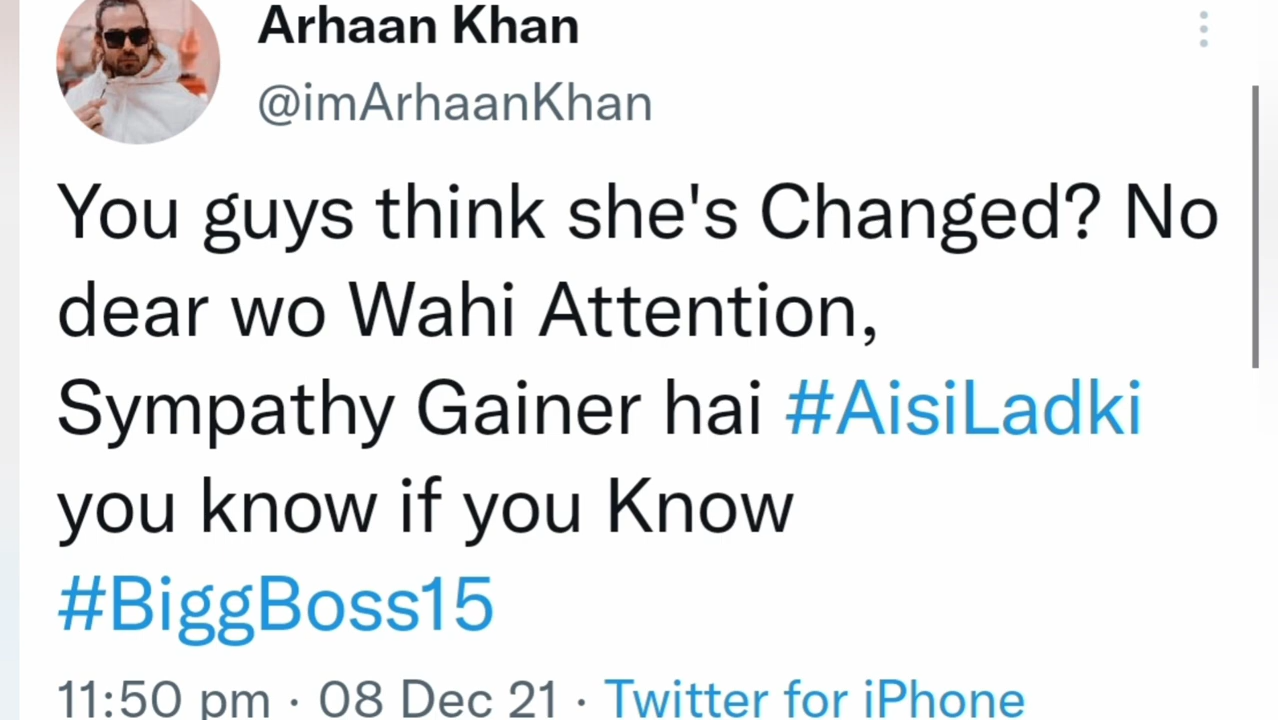 Arhaan Khan
@imArhaanKhan
You guys think she's Changed? No
dear wo Wahi Attention,
Sympathy Gainer hai #AisiLadki
you know if you Know
#BiggBoss15
11:50 pm · 08 Dec 21 · Twitter for iPhone